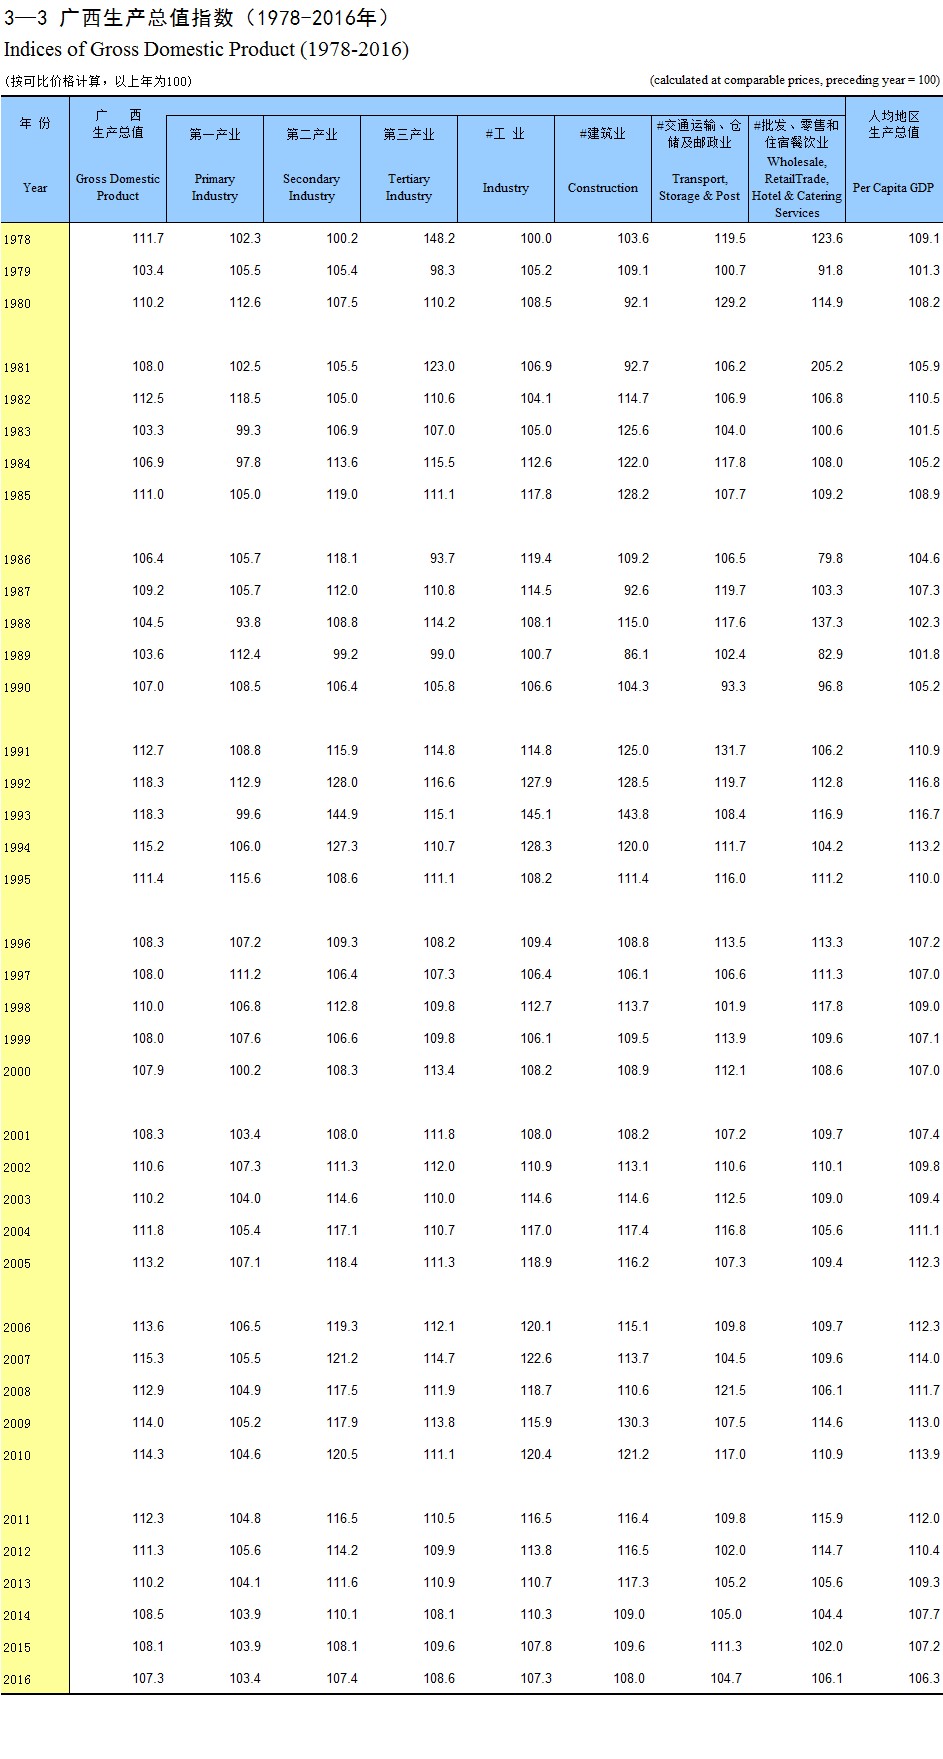 3—3 广西生产总值指数（1978-2016年）
Indices of Gross Domestic Product (1978-2016)
(按可比价格计算，以上年为100) (calculated at comparable prices, preceding year = 100)
年 份 广 西 生产总值 第一产业 第二产业 第三产业 #工 业 #建筑业 #交通运输、仓储及邮政业 #批发、零售和住宿餐饮业 人均地区生产总值
Year Gross Domestic Product Primary Industry Secondary Industry Tertiary Industry Industry Construction Transport, Storage & Post Wholesale, RetailTrade, Hotel & Catering Services Per Capita GDP
1978 111.7 102.3 100.2 148.2 100.0 103.6 119.5 123.6 109.1
1979 103.4 105.5 105.4 98.3 105.2 109.1 100.7 91.8 101.3
1980 110.2 112.6 107.5 110.2 108.5 92.1 129.2 114.9 108.2
1981 108.0 102.5 105.5 123.0 106.9 92.7 106.2 205.2 105.9
1982 112.5 118.5 105.0 110.6 104.1 114.7 106.9 106.8 110.5
1983 103.3 99.3 106.9 107.0 105.0 125.6 104.0 100.6 101.5
1984 106.9 97.8 113.6 115.5 112.6 122.0 117.8 108.0 105.2
1985 111.0 105.0 119.0 111.1 117.8 128.2 107.7 109.2 108.9
1986 106.4 105.7 118.1 93.7 119.4 109.2 106.5 79.8 104.6
1987 109.2 105.7 112.0 110.8 114.5 92.6 119.7 103.3 107.3
1988 104.5 93.8 108.8 114.2 108.1 115.0 117.6 137.3 102.3
1989 103.6 112.4 99.2 99.0 100.7 86.1 102.4 82.9 101.8
1990 107.0 108.5 106.4 105.8 106.6 104.3 93.3 96.8 105.2
1991 112.7 108.8 115.9 114.8 114.8 125.0 131.7 106.2 110.9
1992 118.3 112.9 128.0 116.6 127.9 128.5 119.7 112.8 116.8
1993 118.3 99.6 144.9 115.1 145.1 143.8 108.4 116.9 116.7
1994 115.2 106.0 127.3 110.7 128.3 120.0 111.7 104.2 113.2
1995 111.4 115.6 108.6 111.1 108.2 111.4 116.0 111.2 110.0
1996 108.3 107.2 109.3 108.2 109.4 108.8 113.5 113.3 107.2
1997 108.0 111.2 106.4 107.3 106.4 106.1 106.6 111.3 107.0
1998 110.0 106.8 112.8 109.8 112.7 113.7 101.9 117.8 109.0
1999 108.0 107.6 106.6 109.8 106.1 109.5 113.9 109.6 107.1
2000 107.9 100.2 108.3 113.4 108.2 108.9 112.1 108.6 107.0
2001 108.3 103.4 108.0 111.8 108.0 108.2 107.2 109.7 107.4
2002 110.6 107.3 111.3 112.0 110.9 113.1 110.6 110.1 109.8
2003 110.2 104.0 114.6 110.0 114.6 114.6 112.5 109.0 109.4
2004 111.8 105.4 117.1 110.7 117.0 117.4 116.8 105.6 111.1
2005 113.2 107.1 118.4 111.3 118.9 116.2 107.3 109.4 112.3
2006 113.6 106.5 119.3 112.1 120.1 115.1 109.8 109.7 112.3
2007 115.3 105.5 121.2 114.7 122.6 113.7 104.5 109.6 114.0
2008 112.9 104.9 117.5 111.9 118.7 110.6 121.5 106.1 111.7
2009 114.0 105.2 117.9 113.8 115.9 130.3 107.5 114.6 113.0
2010 114.3 104.6 120.5 111.1 120.4 121.2 117.0 110.9 113.9
2011 112.3 104.8 116.5 110.5 116.5 116.4 109.8 115.9 112.0
2012 111.3 105.6 114.2 109.9 113.8 116.5 102.0 114.7 110.4
2013 110.2 104.1 111.6 110.9 110.7 117.3 105.2 105.6 109.3
2014 108.5 103.9 110.1 108.1 110.3 109.0 105.0 104.4 107.7
2015 108.1 103.9 108.1 109.6 107.8 109.6 111.3 102.0 107.2
2016 107.3 103.4 107.4 108.6 107.3 108.0 104.7 106.1 106.3